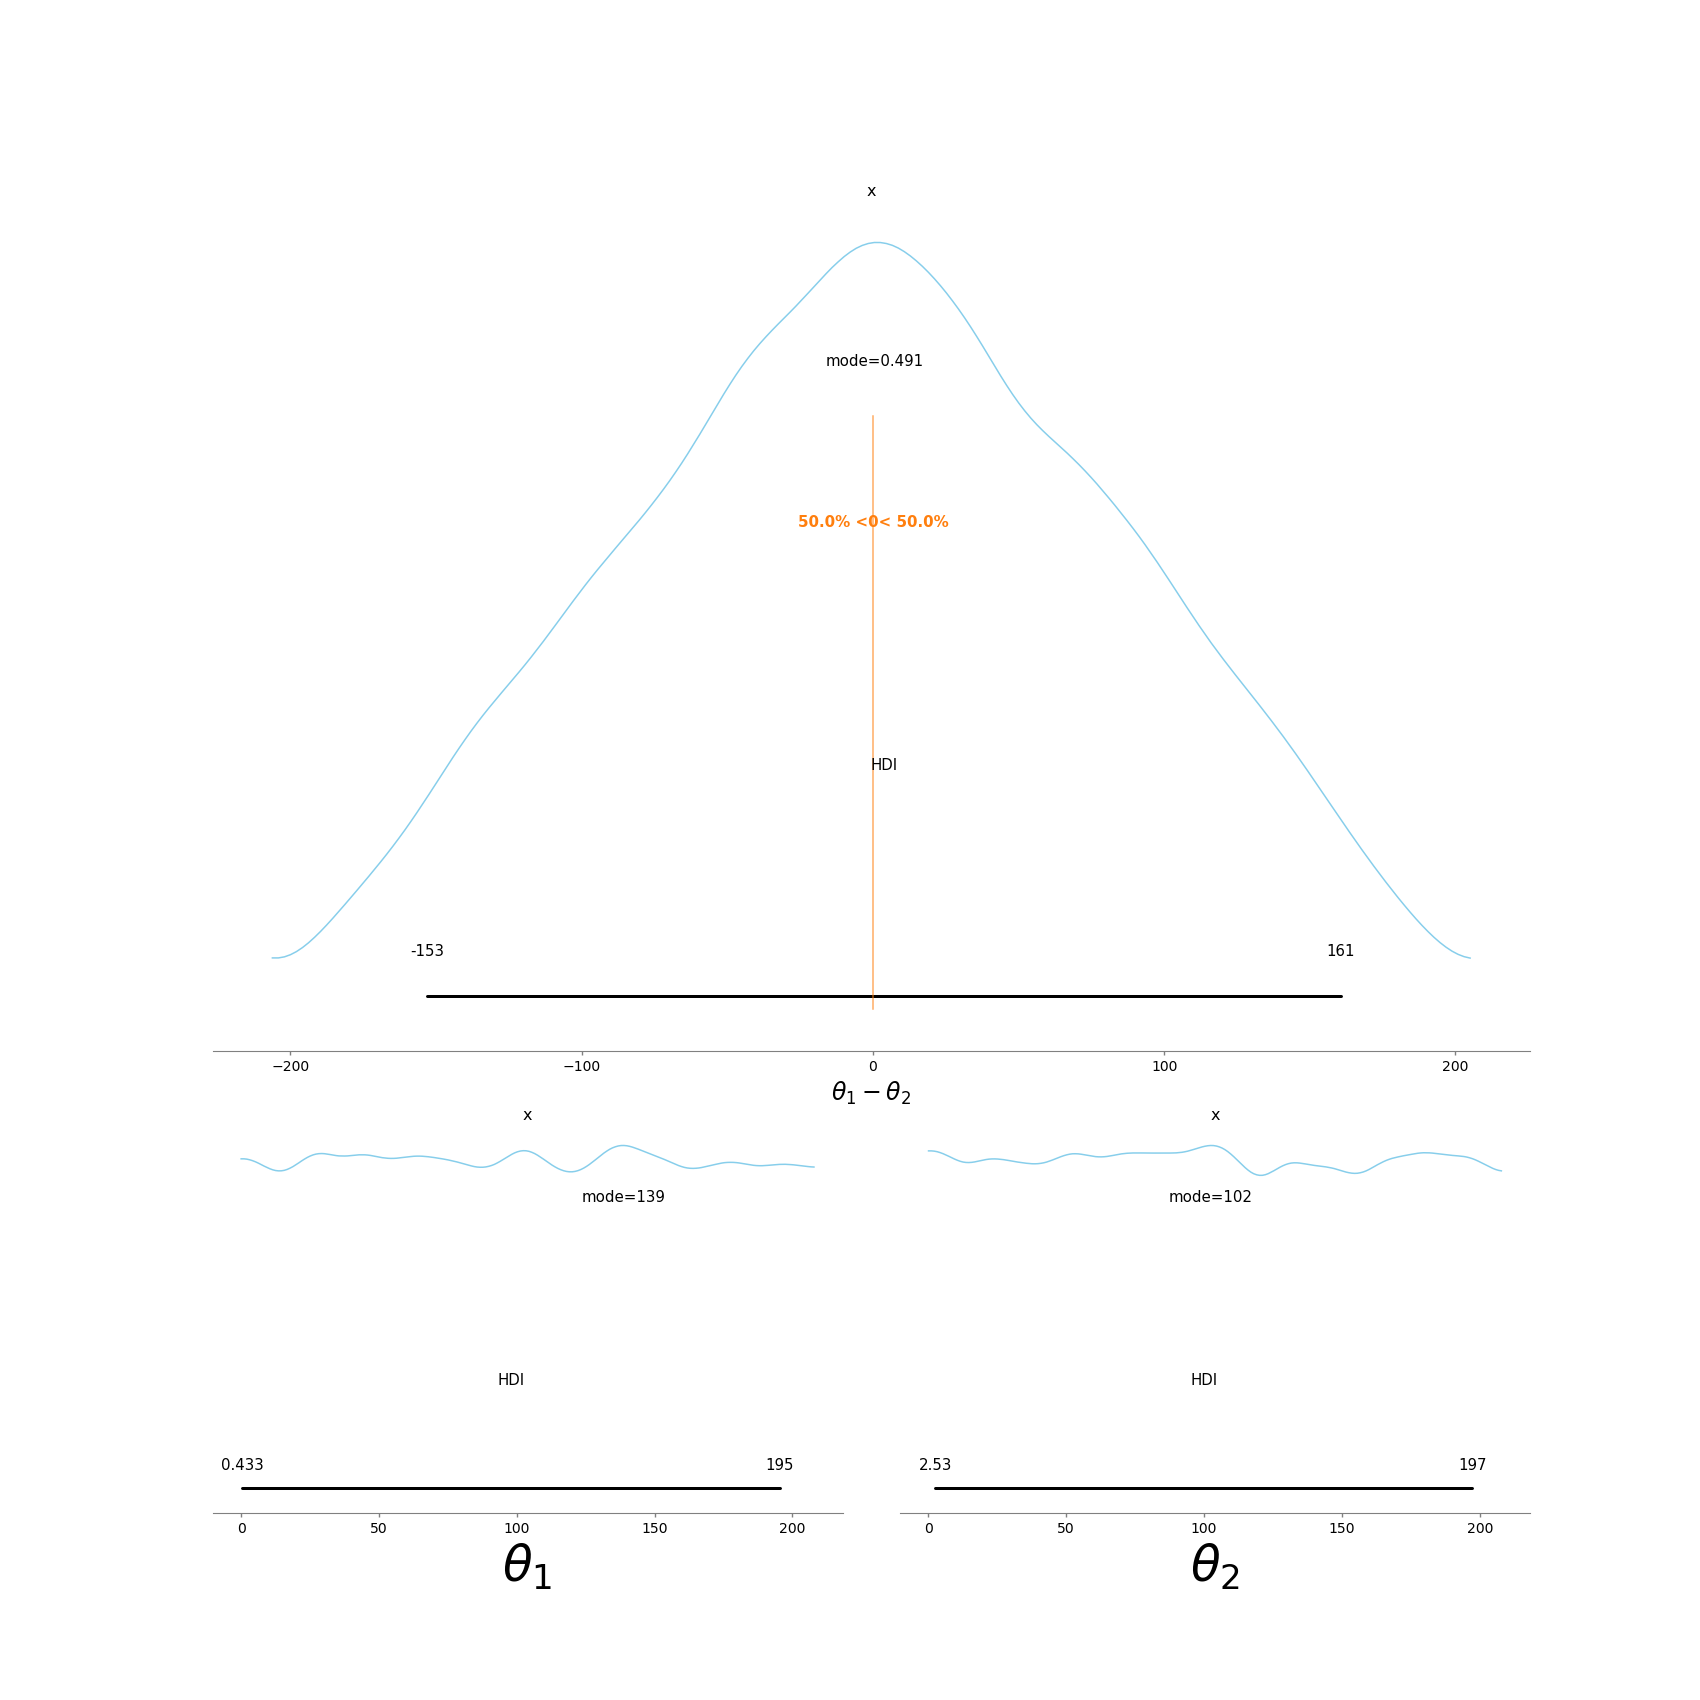 x
mode=0.491
50.0% <0< 50.0%
HDI
-153 161
−200 −100 0 100 200
θ₁ − θ₂
x x
mode=139 mode=102
HDI HDI
0.433 195 2.53 197
0 50 100 150 200 0 50 100 150 200
θ₁ θ₂